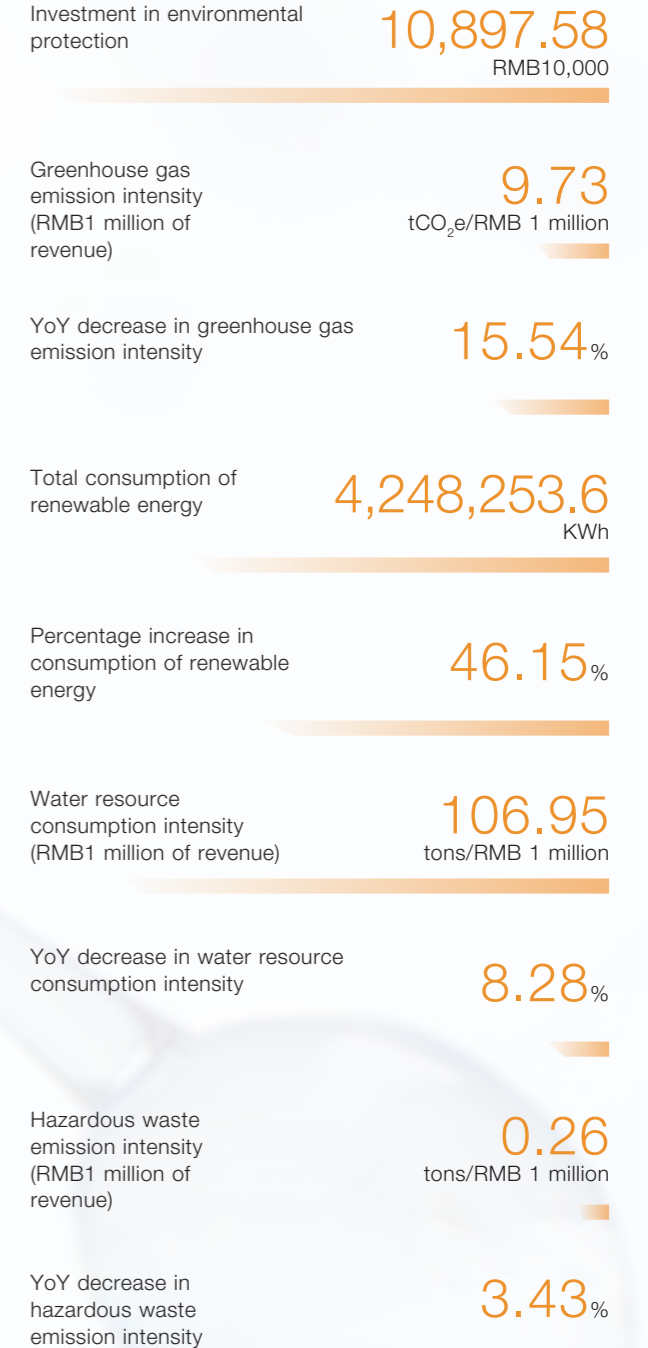 Investment in environmental
protection
10,897.58
RMB10,000
Greenhouse gas
emission intensity
(RMB1 million of
revenue)
9.73
tCO₂e/RMB 1 million
YoY decrease in greenhouse gas
emission intensity
15.54%
Total consumption of
renewable energy
4,248,253.6
KWh
Percentage increase in
consumption of renewable
energy
46.15%
Water resource
consumption intensity
(RMB1 million of revenue)
106.95
tons/RMB 1 million
YoY decrease in water resource
consumption intensity
8.28%
Hazardous waste
emission intensity
(RMB1 million of
revenue)
0.26
tons/RMB 1 million
YoY decrease in
hazardous waste
emission intensity
3.43%